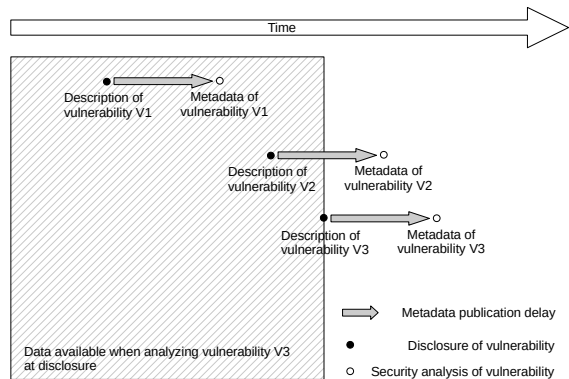 Time
Description of
vulnerability V1
Metadata of
vulnerability V1
Description of
vulnerability V2
Metadata of
vulnerability V2
Description of
vulnerability V3
Metadata of
vulnerability V3
Metadata publication delay
Disclosure of vulnerability
Security analysis of vulnerability
Data available when analyzing vulnerability V3
at disclosure